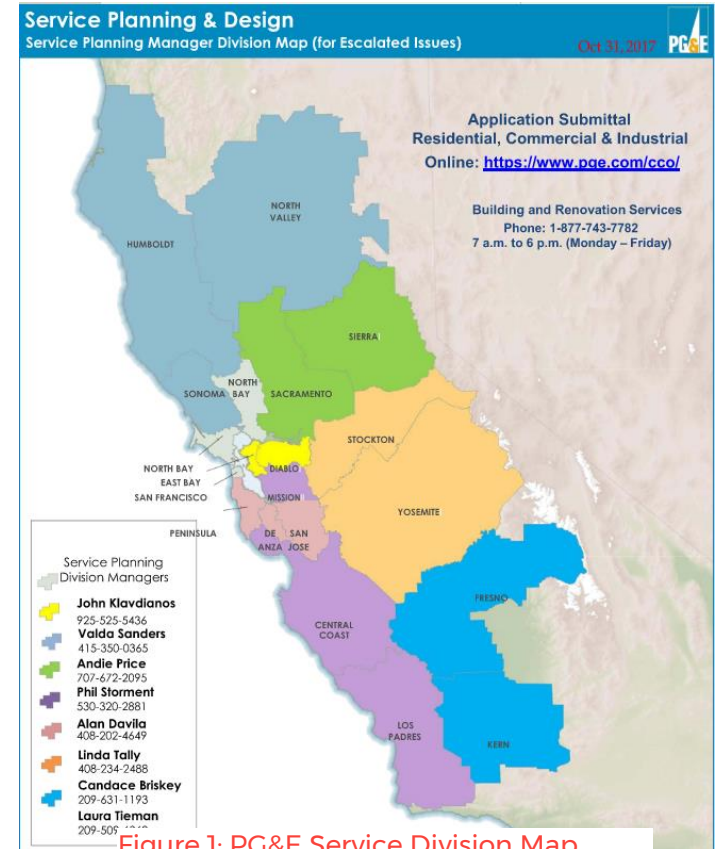 Service Planning & Design
Service Planning Manager Division Map (for Escalated Issues)
Oct 31, 2017
PG&E
Application Submittal
Residential, Commercial & Industrial
Online: https://www.pge.com/cco/
Building and Renovation Services
Phone: 1-877-743-7782
7 a.m. to 6 p.m. (Monday – Friday)
NORTH
VALLEY
HUMBOLDT
SIERRA
NORTH
BAY
SONOMA
SACRAMENTO
STOCKTON
NORTH BAY
EAST BAY
SAN FRANCISCO
DIABLO
MISSION
YOSEMITE
PENINSULA
DE
ANZA
SAN
JOSE
FRESNO
CENTRAL
COAST
LOS
PADRES
KERN
Service Planning
Division Managers
John Klavdianos
925-525-5436
Valda Sanders
415-350-0365
Andie Price
707-672-2095
Phil Storment
530-320-2881
Alan Davila
408-202-4649
Linda Tally
408-234-2488
Candace Briskey
209-631-1193
Laura Tieman
Figure 1: PG&E Service Division Map